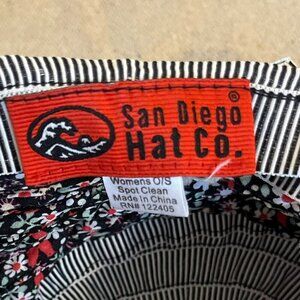 San Diego®
Hat Co.
Womens O/S
Spot Clean
Made in China
RN# 122405